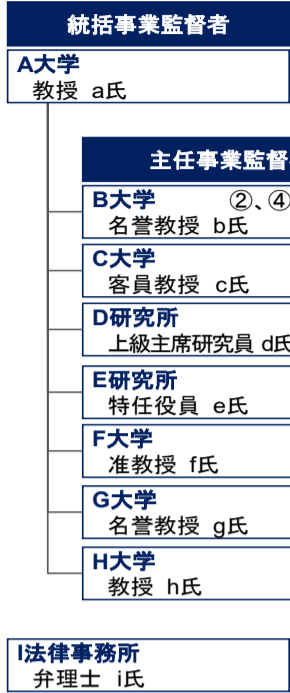 統括事業監督者
A大学
教授 a氏
主任事業監督
B大学 ②、④
名誉教授 b氏
C大学
客員教授 c氏
D研究所
上級主席研究員 d氏
E研究所
特任役員 e氏
F大学
准教授 f氏
G大学
名誉教授 g氏
H大学
教授 h氏
I法律事務所
弁理士 i氏